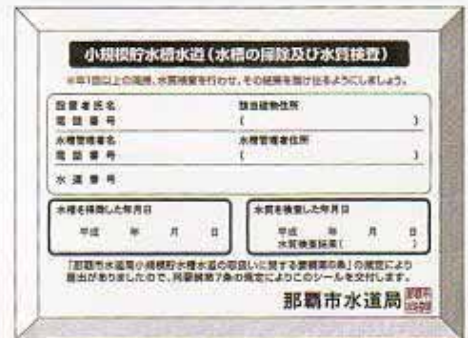 小規模貯水槽水道(水槽の掃除及び水質検査)
※年1回以上の清掃、水質検査を行わせ、その結果を届け出るようにしましょう。
設置者氏名 該当建物住所
電話番号 ( )
水槽管理者名 水槽管理者住所
電話番号 ( )
水道番号
水槽を掃除した年月日 水質を検査した年月日
平成 年 月 日 平成 年 月 日
水質検査結果( )
「那覇市水道局小規模貯水槽水道の取扱いに関する要綱第8条」の規定により
届出がありましたので、同要綱第7条の規定によりこのシールを交付します。
那覇市水道局